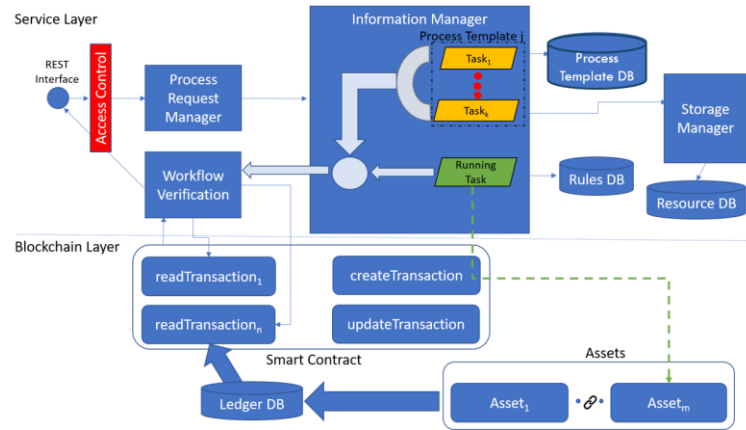 Service Layer
REST
Interface
Access Control
Process
Request
Manager
Information Manager
Process Template j
Task1
Taskk
Process
Template DB
Storage
Manager
Workflow
Verification
Running
Task
Rules DB
Resource DB
Blockchain Layer
readTransaction1
createTransaction
readTransactionn
updateTransaction
Smart Contract
Assets
Ledger DB
Asset1
Assetm